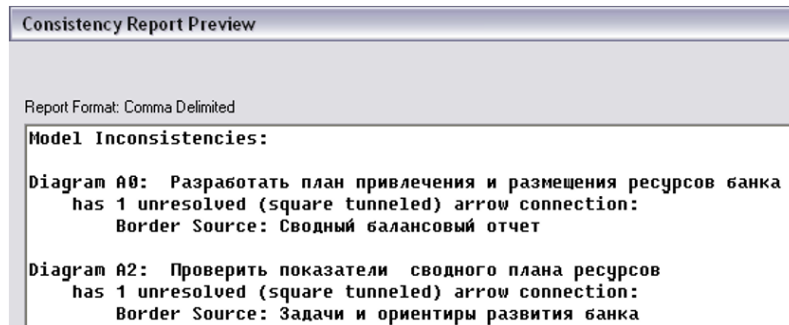 Consistency Report Preview
Report Format: Comma Delimited
Model Inconsistencies:
Diagram A0:  Разработать план привлечения и размещения ресурсов банка
has 1 unresolved (square tunneled) arrow connection:
Border Source: Сводный балансовый отчет
Diagram A2:  Проверить показатели  сводного плана ресурсов
has 1 unresolved (square tunneled) arrow connection:
Border Source: Задачи и ориентиры развития банка